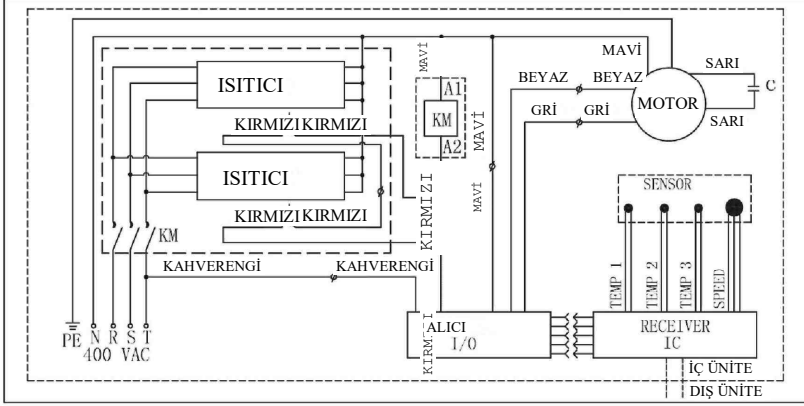 MAVİ
SARI
ISITICI
MAVİ
A1
BEYAZ BEYAZ
C
KM
MOTOR
KIRMIZI KIRMIZI
GRİ GRİ
MAVİ
SARI
A2
ISITICI
SENSOR
KIRMIZI KIRMIZI
KIRMIZI
MAVİ
KM
KAHVERENGİ KAHVERENGİ
TEMP 1
TEMP 2
TEMP 3
SPEED
PE N R S T
400 VAC
ALICI
I/O
RECEIVER
IC
İÇ ÜNİTE
DIŞ ÜNİTE